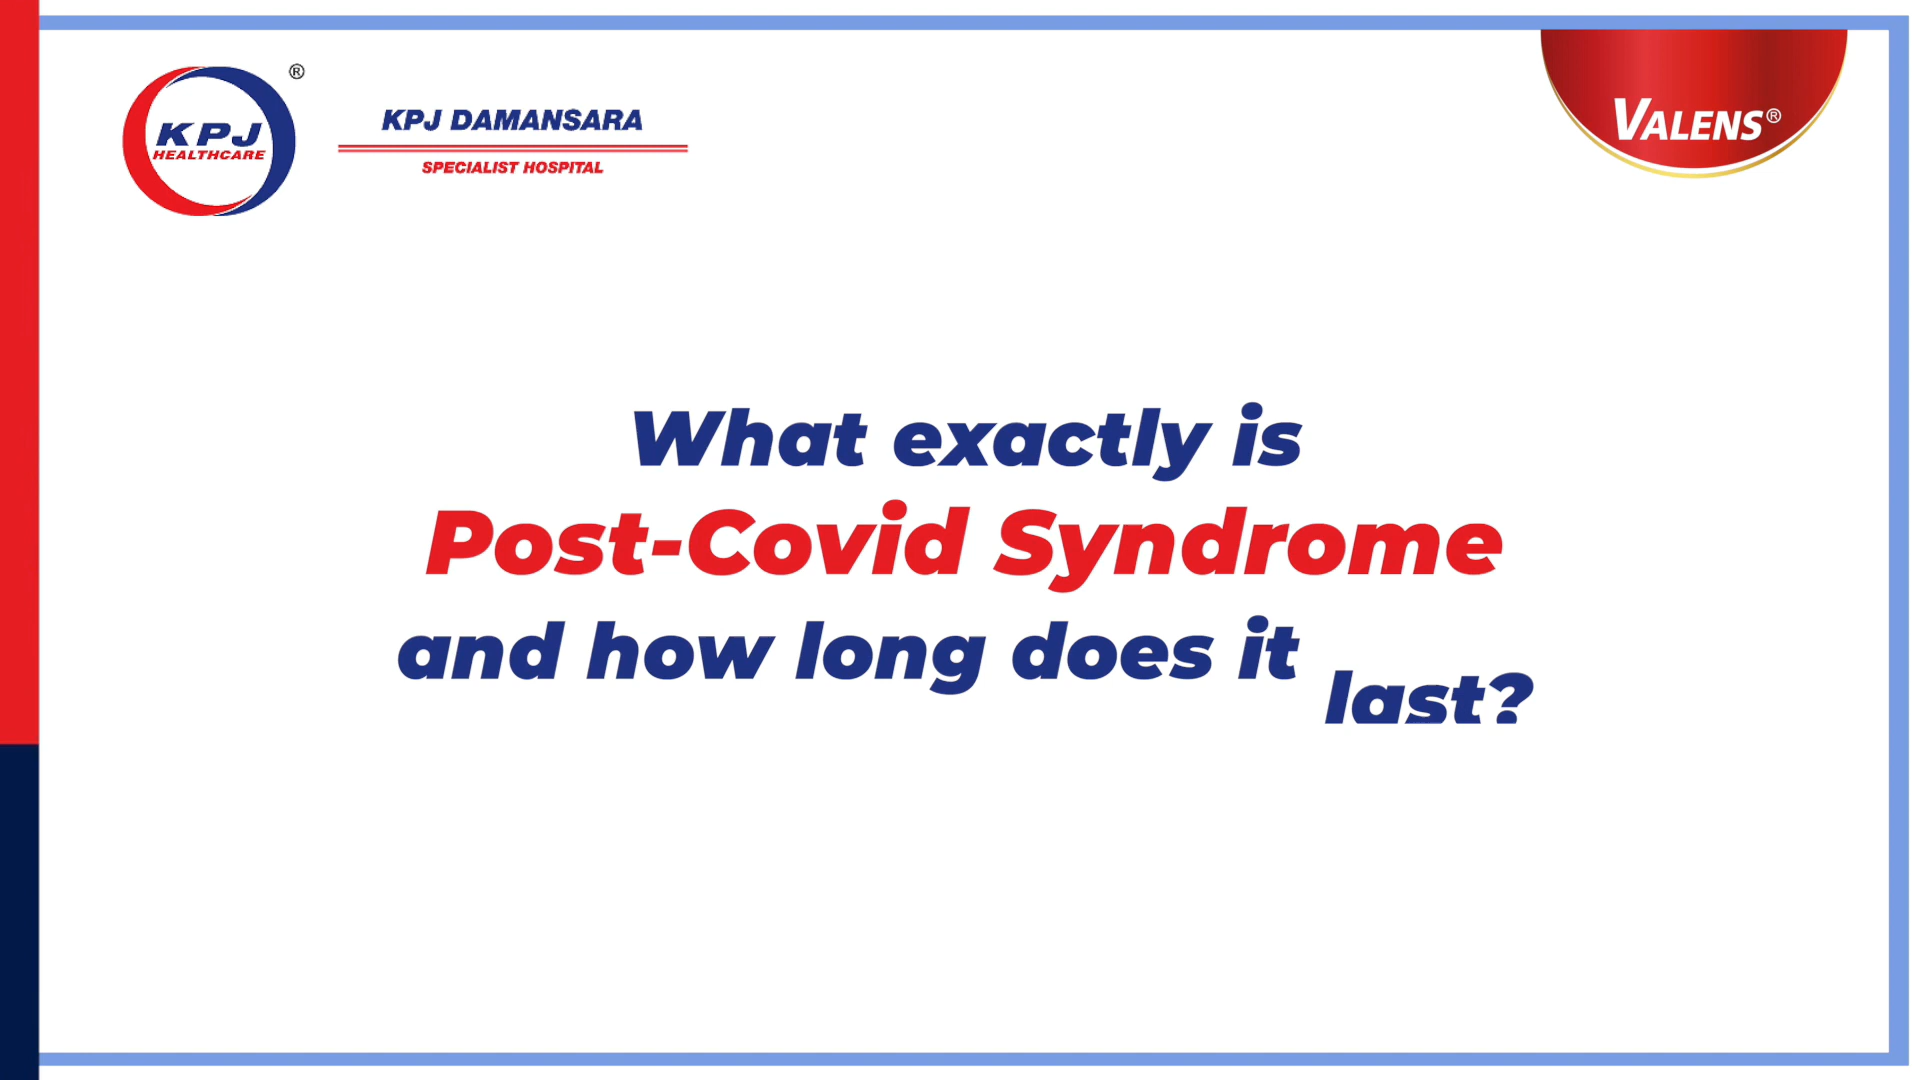 KPJ
HEALTHCARE
®
KPJ DAMANSARA
SPECIALIST HOSPITAL
VALENS®
What exactly is
Post-Covid Syndrome
and how long does it last?